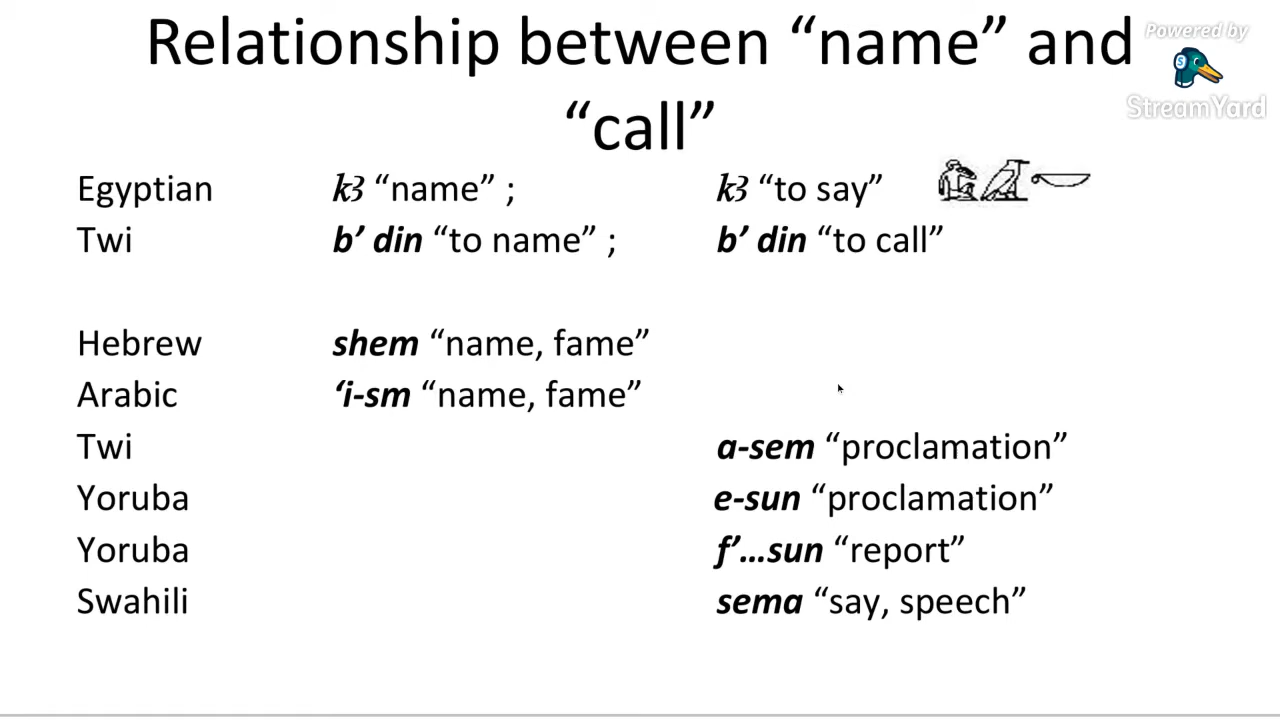 Relationship between “name” and
“call”
Powered by
StreamYard
Egyptian kꜣ “name” ; kꜣ “to say”
Twi b’ din “to name” ; b’ din “to call”
Hebrew shem “name, fame”
Arabic ‘i-sm “name, fame”
Twi a-sem “proclamation”
Yoruba e-sun “proclamation”
Yoruba f’…sun “report”
Swahili sema “say, speech”